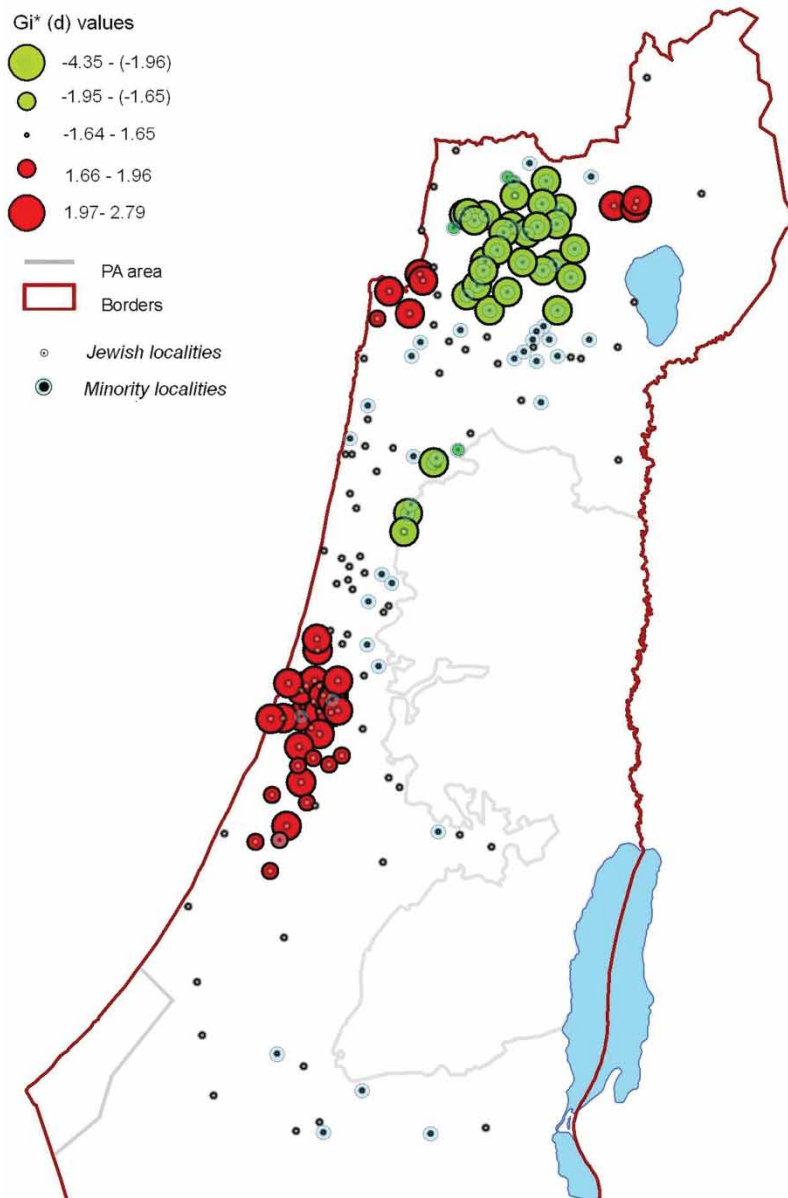 Gi* (d) values
-4.35 - (-1.96)
-1.95 - (-1.65)
-1.64 - 1.65
1.66 - 1.96
1.97- 2.79
PA area
Borders
Jewish localities
Minority localities